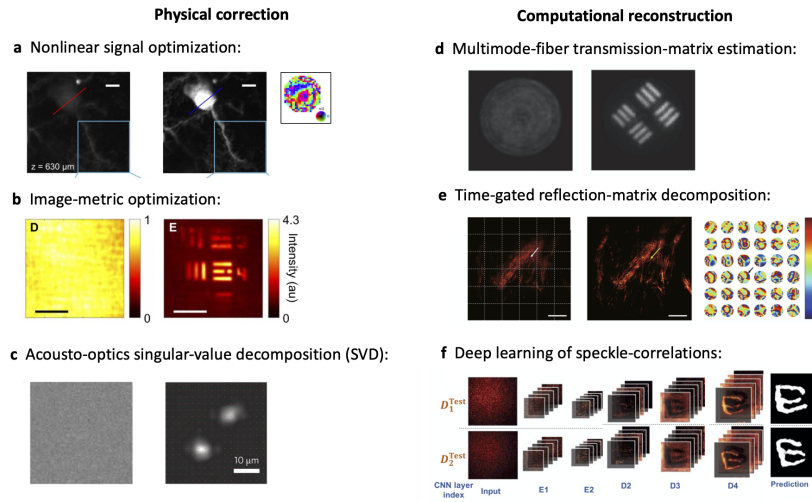 Physical correction
a Nonlinear signal optimization:
z = 630 μm
b Image-metric optimization:
D
1
0
E
4.3
0
Intensity (au)
c Acousto-optics singular-value decomposition (SVD):
10 μm
Computational reconstruction
d Multimode-fiber transmission-matrix estimation:
e Time-gated reflection-matrix decomposition:
f Deep learning of speckle-correlations:
D₁ᵀᵉˢᵗ
D₂ᵀᵉˢᵗ
CNN layer index Input E1 E2 D2 D3 D4 Prediction